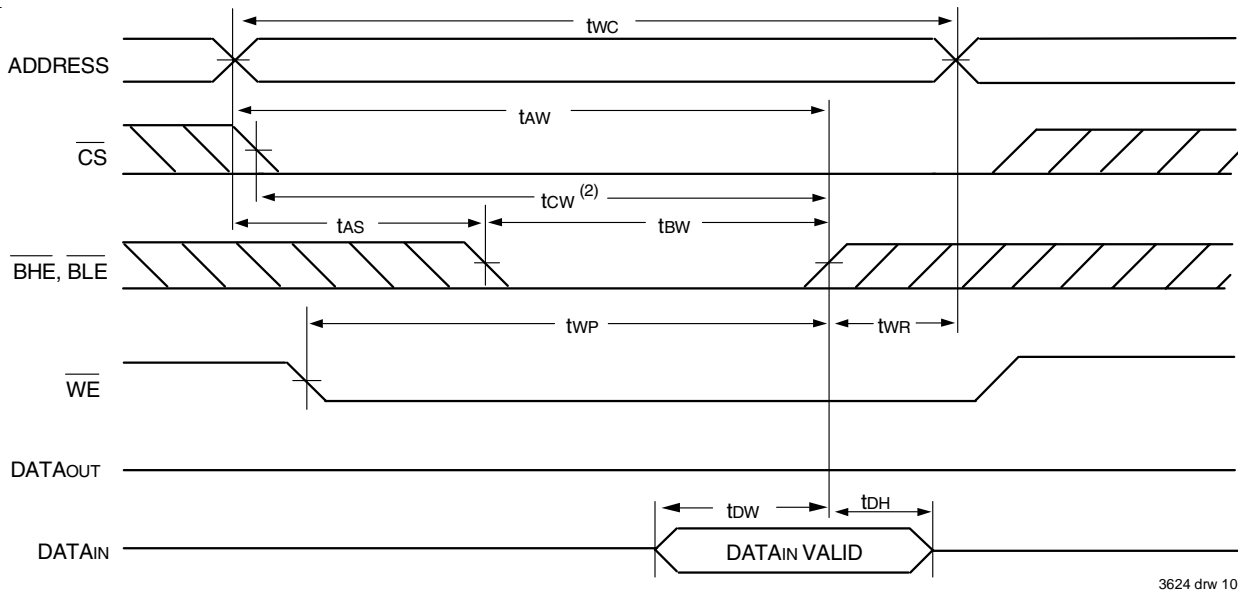 tWC
ADDRESS
tAW
CS
tCW (2)
tAS
tBW
BHE, BLE
tWP
tWR
WE
DATAOUT
tDW
tDH
DATAIN
DATAIN VALID
3624 drw 10